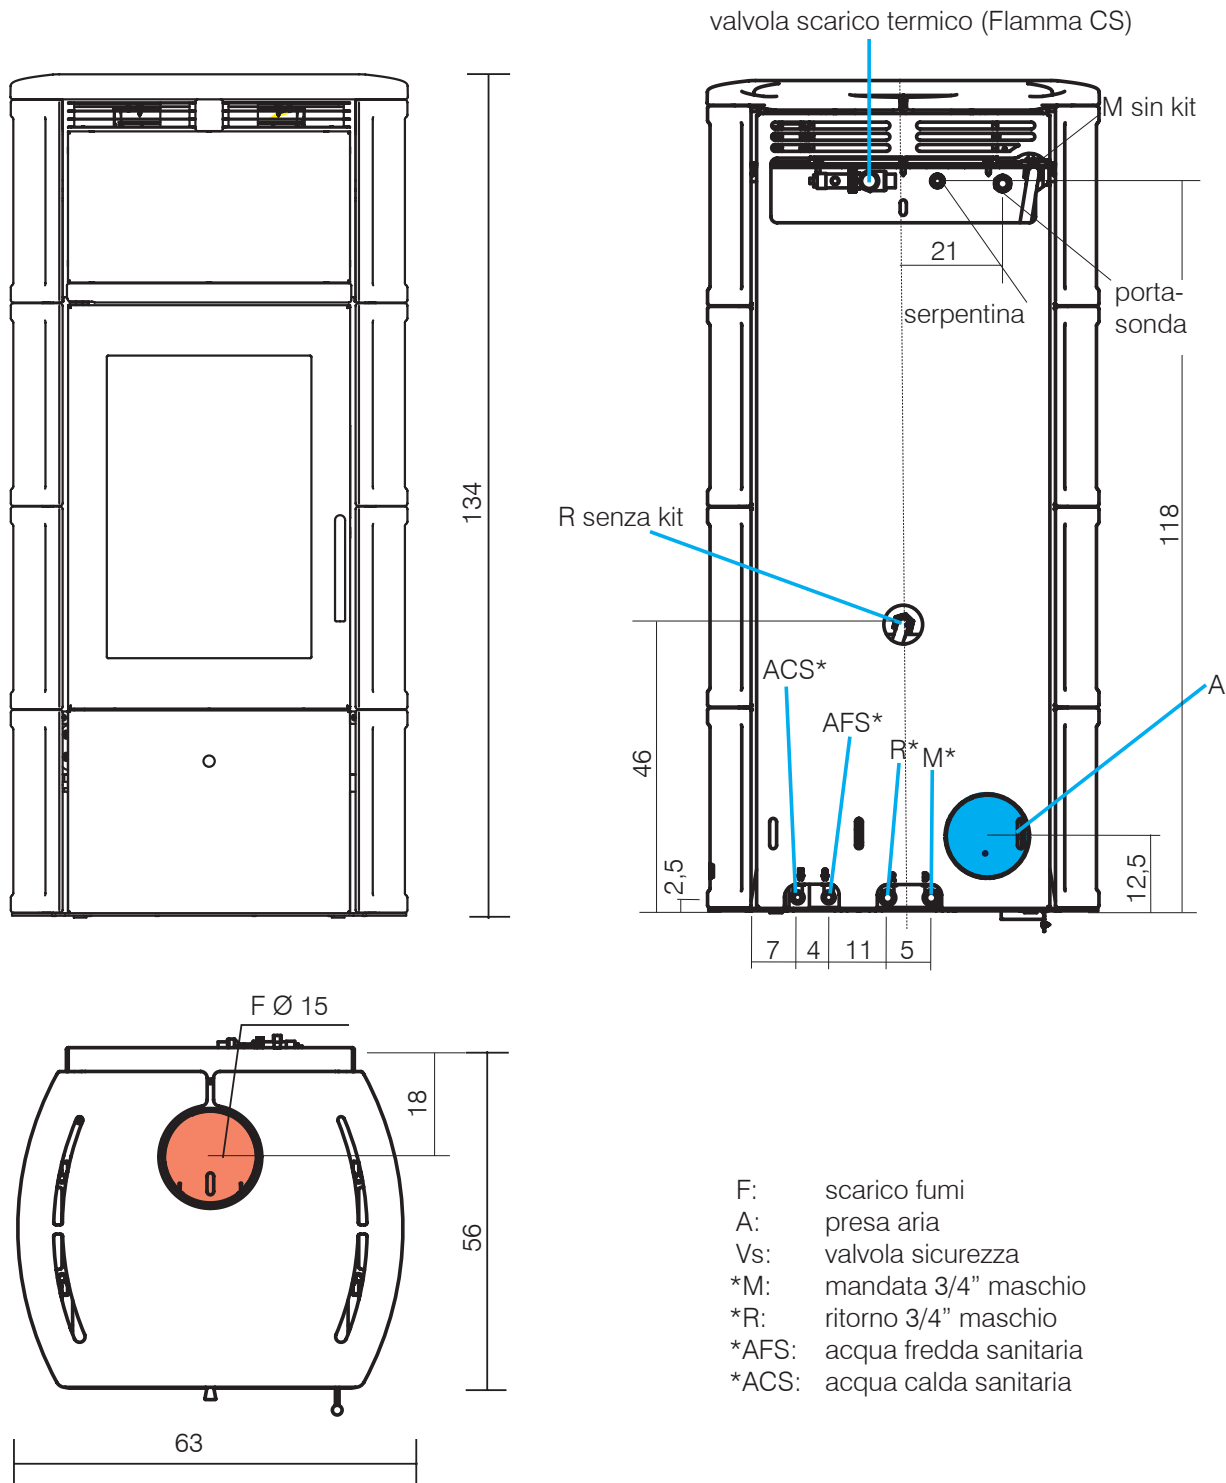 valvola scarico termico (Flamma CS)
M sin kit
21
serpentina
porta-
sonda
134
118
R senza kit
ACS*
AFS*
R*
M*
A
46
2,5
12,5
7
4
11
5
F Ø 15
18
56
63
F: scarico fumi
A: presa aria
Vs: valvola sicurezza
*M: mandata 3/4” maschio
*R: ritorno 3/4” maschio
*AFS: acqua fredda sanitaria
*ACS: acqua calda sanitaria